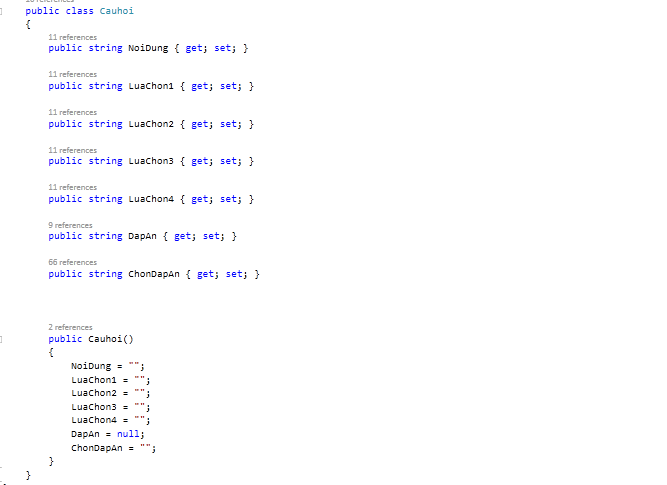 public class Cauhoi
{
11 references
public string NoiDung { get; set; }
11 references
public string LuaChon1 { get; set; }
11 references
public string LuaChon2 { get; set; }
11 references
public string LuaChon3 { get; set; }
11 references
public string LuaChon4 { get; set; }
9 references
public string DapAn { get; set; }
66 references
public string ChonDapAn { get; set; }
2 references
public Cauhoi()
{
NoiDung = "";
LuaChon1 = "";
LuaChon2 = "";
LuaChon3 = "";
LuaChon4 = "";
DapAn = null;
ChonDapAn = "";
}
}